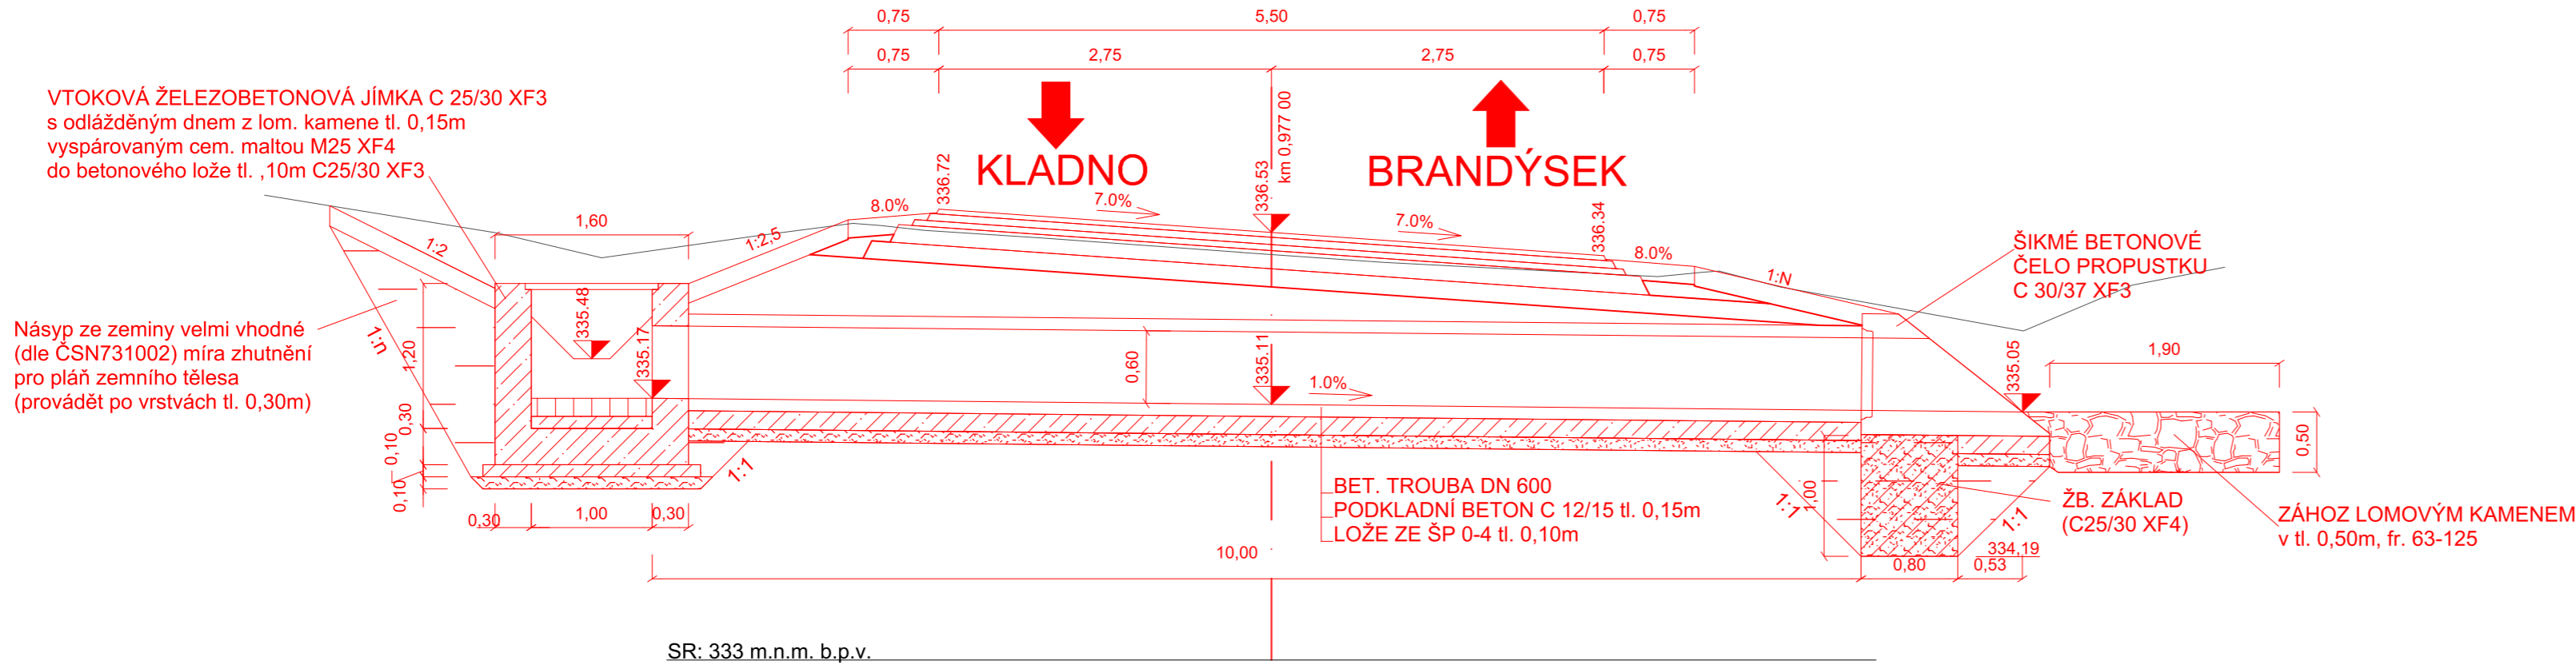 0,75
5,50
0,75
0,75
2,75
2,75
0,75
VTOKOVÁ ŽELEZOBETONOVÁ JÍMKA C 25/30 XF3
s odlážděným dnem z lom. kamene tl. 0,15m
vyspárovaným cem. maltou M25 XF4
do betonového lože tl. ,10m C25/30 XF3
KLADNO
BRANDÝSEK
336.72
336.53
km 0,977 00
336.34
1,60
1:2
1:2,5
8.0%
7.0%
7.0%
8.0%
1:N
ŠIKMÉ BETONOVÉ
ČELO PROPUSTKU
C 30/37 XF3
Násyp ze zeminy velmi vhodné
(dle ČSN731002) míra zhutnění
pro pláň zemního tělesa
(provádět po vrstvách tl. 0,30m)
1:n
1,20
0,30
0,10
0,10
335.48
335.17
0,60
335.11
1.0%
335.05
1,90
0,50
1:1
0,30
1,00
0,30
BET. TROUBA DN 600
PODKLADNÍ BETON C 12/15 tl. 0,15m
LOŽE ZE ŠP 0-4 tl. 0,10m
1:1
1,00
1:1
ŽB. ZÁKLAD
(C25/30 XF4)
ZÁHOZ LOMOVÝM KAMENEM
v tl. 0,50m, fr. 63-125
334,19
10,00
0,80
0,53
SR: 333 m.n.m. b.p.v.